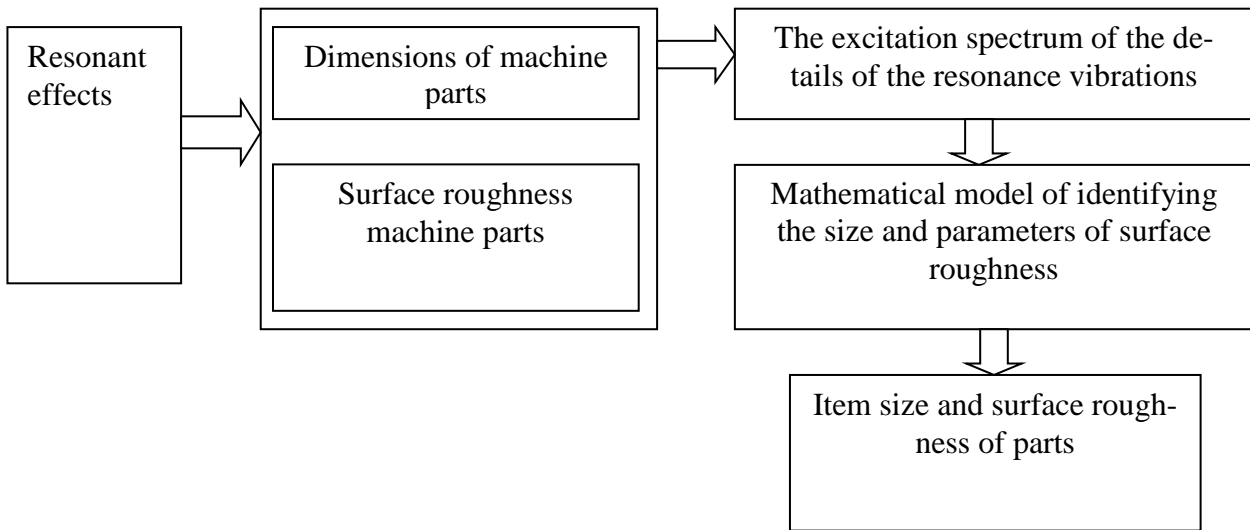 Resonant
effects
Dimensions of machine
parts
Surface roughness
machine parts
The excitation spectrum of the de-
tails of the resonance vibrations
Mathematical model of identifying
the size and parameters of surface
roughness
Item size and surface rough-
ness of parts